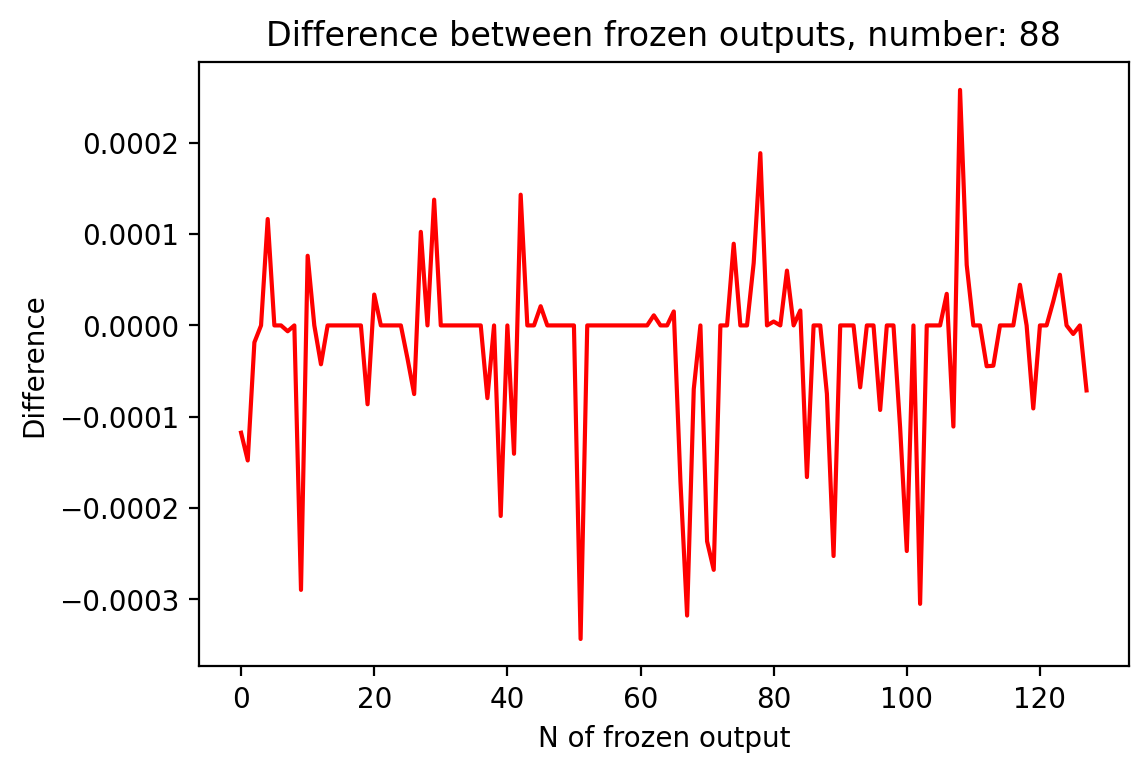 Difference between frozen outputs, number: 88
0.0002
0.0001
0.0000
−0.0001
−0.0002
−0.0003
Difference
0 20 40 60 80 100 120
N of frozen output